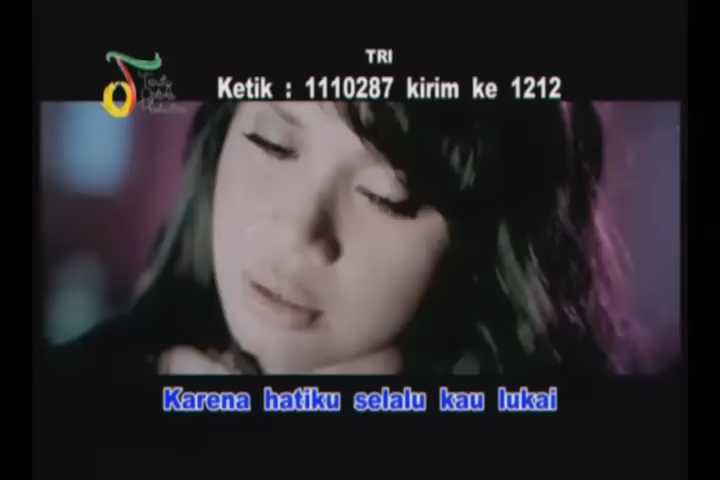 TRI
Ketik : 1110287 kirim ke 1212
Karena hatiku selalu kau lukai